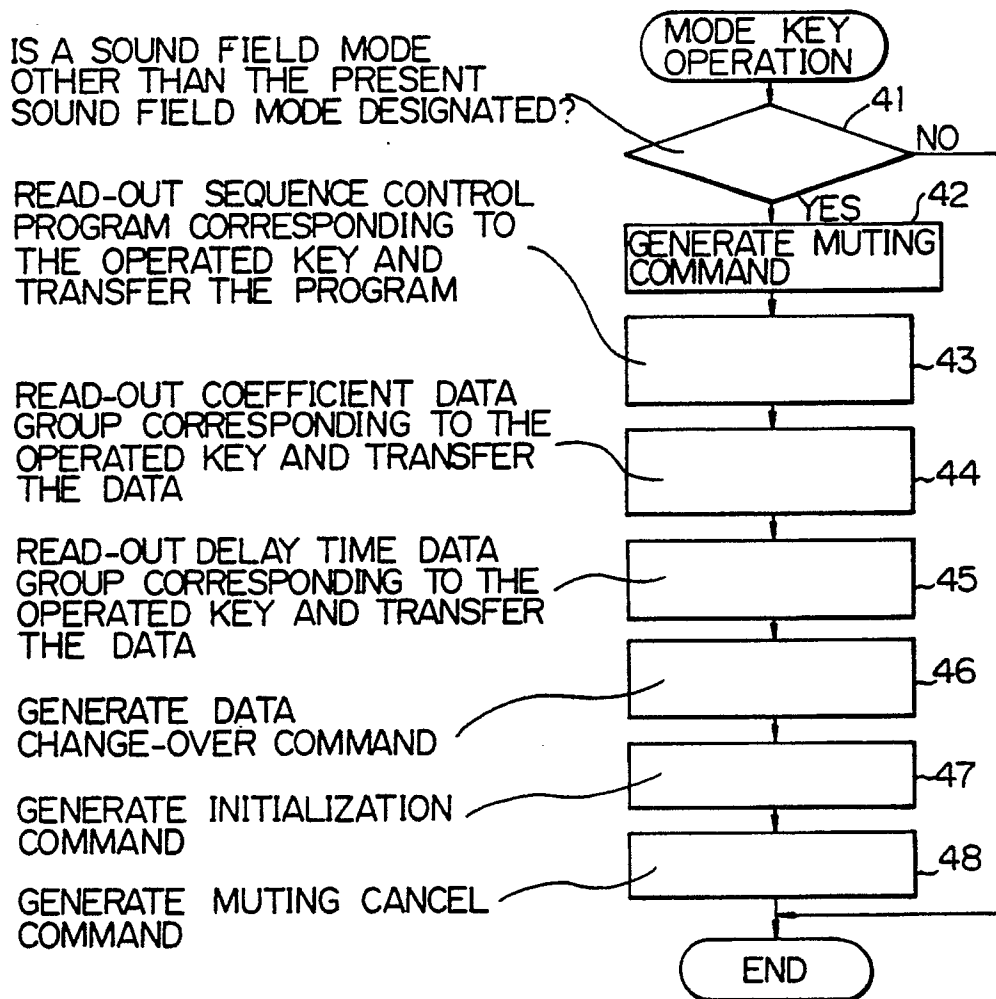 MODE KEY
OPERATION
IS A SOUND FIELD MODE
OTHER THAN THE PRESENT
SOUND FIELD MODE DESIGNATED?
41
NO
YES
42
GENERATE MUTING
COMMAND
READ-OUT SEQUENCE CONTROL
PROGRAM CORRESPONDING TO
THE OPERATED KEY AND
TRANSFER THE PROGRAM
43
READ-OUT COEFFICIENT DATA
GROUP CORRESPONDING TO THE
OPERATED KEY AND TRANSFER
THE DATA
44
READ-OUT DELAY TIME DATA
GROUP CORRESPONDING TO THE
OPERATED KEY AND TRANSFER
THE DATA
45
GENERATE DATA
CHANGE-OVER COMMAND
46
GENERATE INITIALIZATION
COMMAND
47
GENERATE MUTING CANCEL
COMMAND
48
END